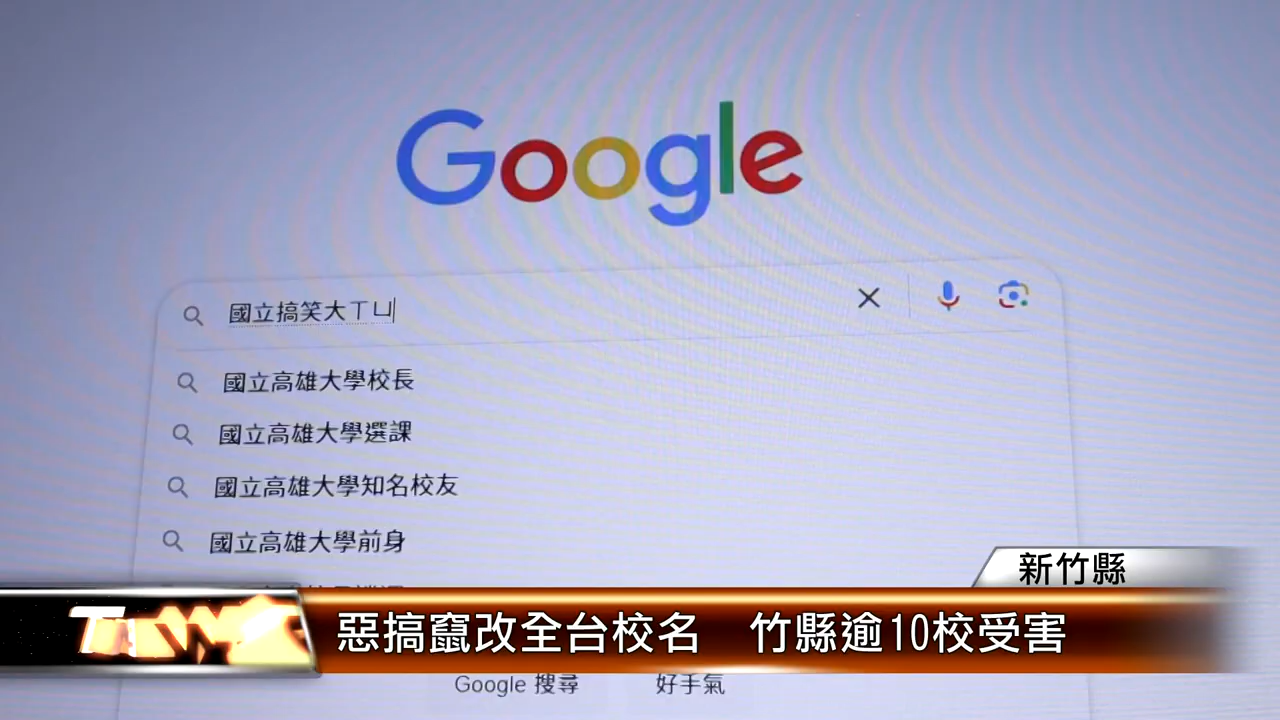 Google
國立搞笑大ㄒㄩ
國立高雄大學校長
國立高雄大學選課
國立高雄大學知名校友
國立高雄大學前身
新竹縣
惡搞竄改全台校名 竹縣逾10校受害
Google 搜尋 好手氣